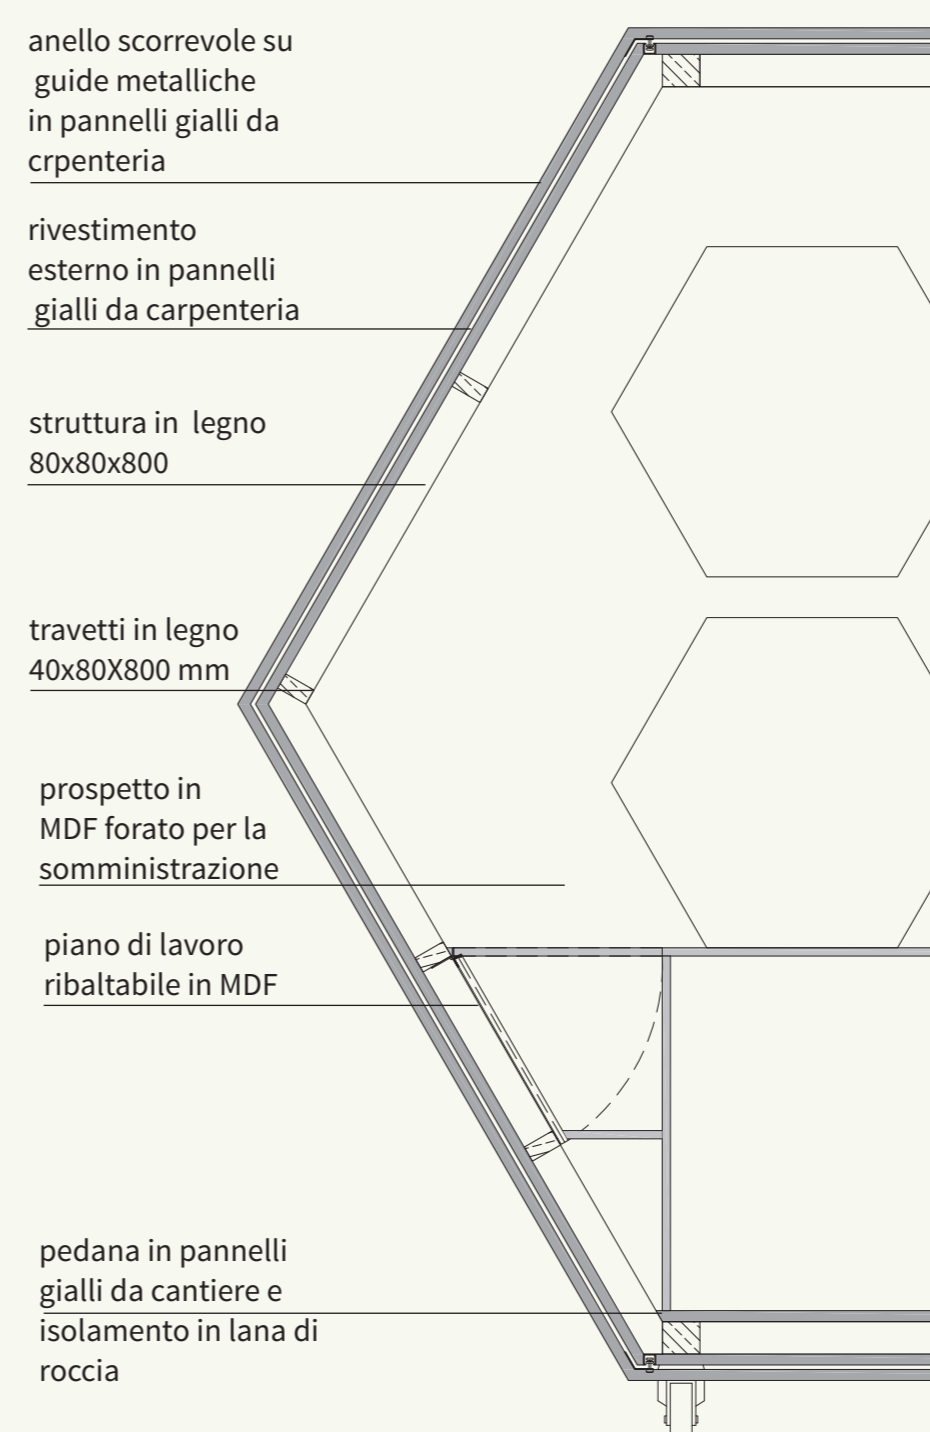 anello scorrevole su
guide metalliche
in pannelli gialli da
crpenteria
rivestimento
esterno in pannelli
gialli da carpenteria
struttura in legno
80x80x800
travetti in legno
40x80X800 mm
prospetto in
MDF forato per la
somministrazione
piano di lavoro
ribaltabile in MDF
pedana in pannelli
gialli da cantiere e
isolamento in lana di
roccia